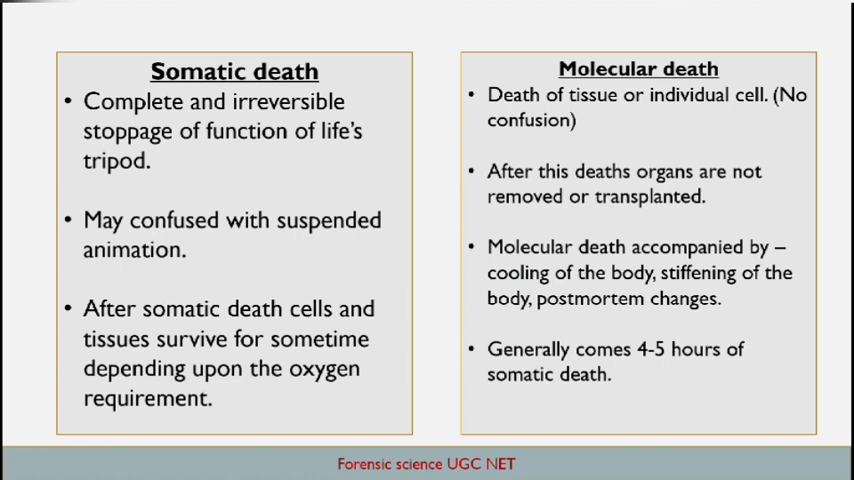 Somatic death
• Complete and irreversible
stoppage of function of life's
tripod.
• May confused with suspended
animation.
• After somatic death cells and
tissues survive for sometime
depending upon the oxygen
requirement.
Molecular death
• Death of tissue or individual cell. (No
confusion)
• After this deaths organs are not
removed or transplanted.
• Molecular death accompanied by –
cooling of the body, stiffening of the
body, postmortem changes.
• Generally comes 4-5 hours of
somatic death.
Forensic science UGC NET